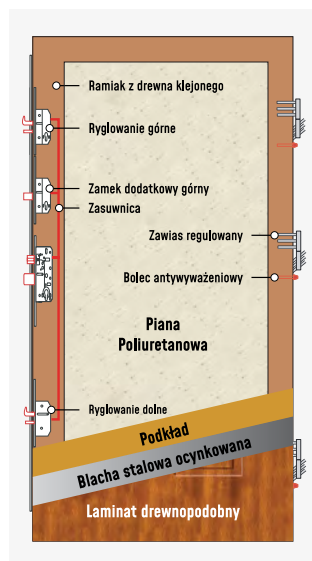 Ramiak z drewna klejonego
Ryglowanie górne
Zamek dodatkowy górny
Zasuwnica
Zawias regulowany
Bolec antywyważeniowy
Piana
Poliuretanowa
Ryglowanie dolne
Podkład
Blacha stalowa ocynkowana
Laminat drewnopodobny